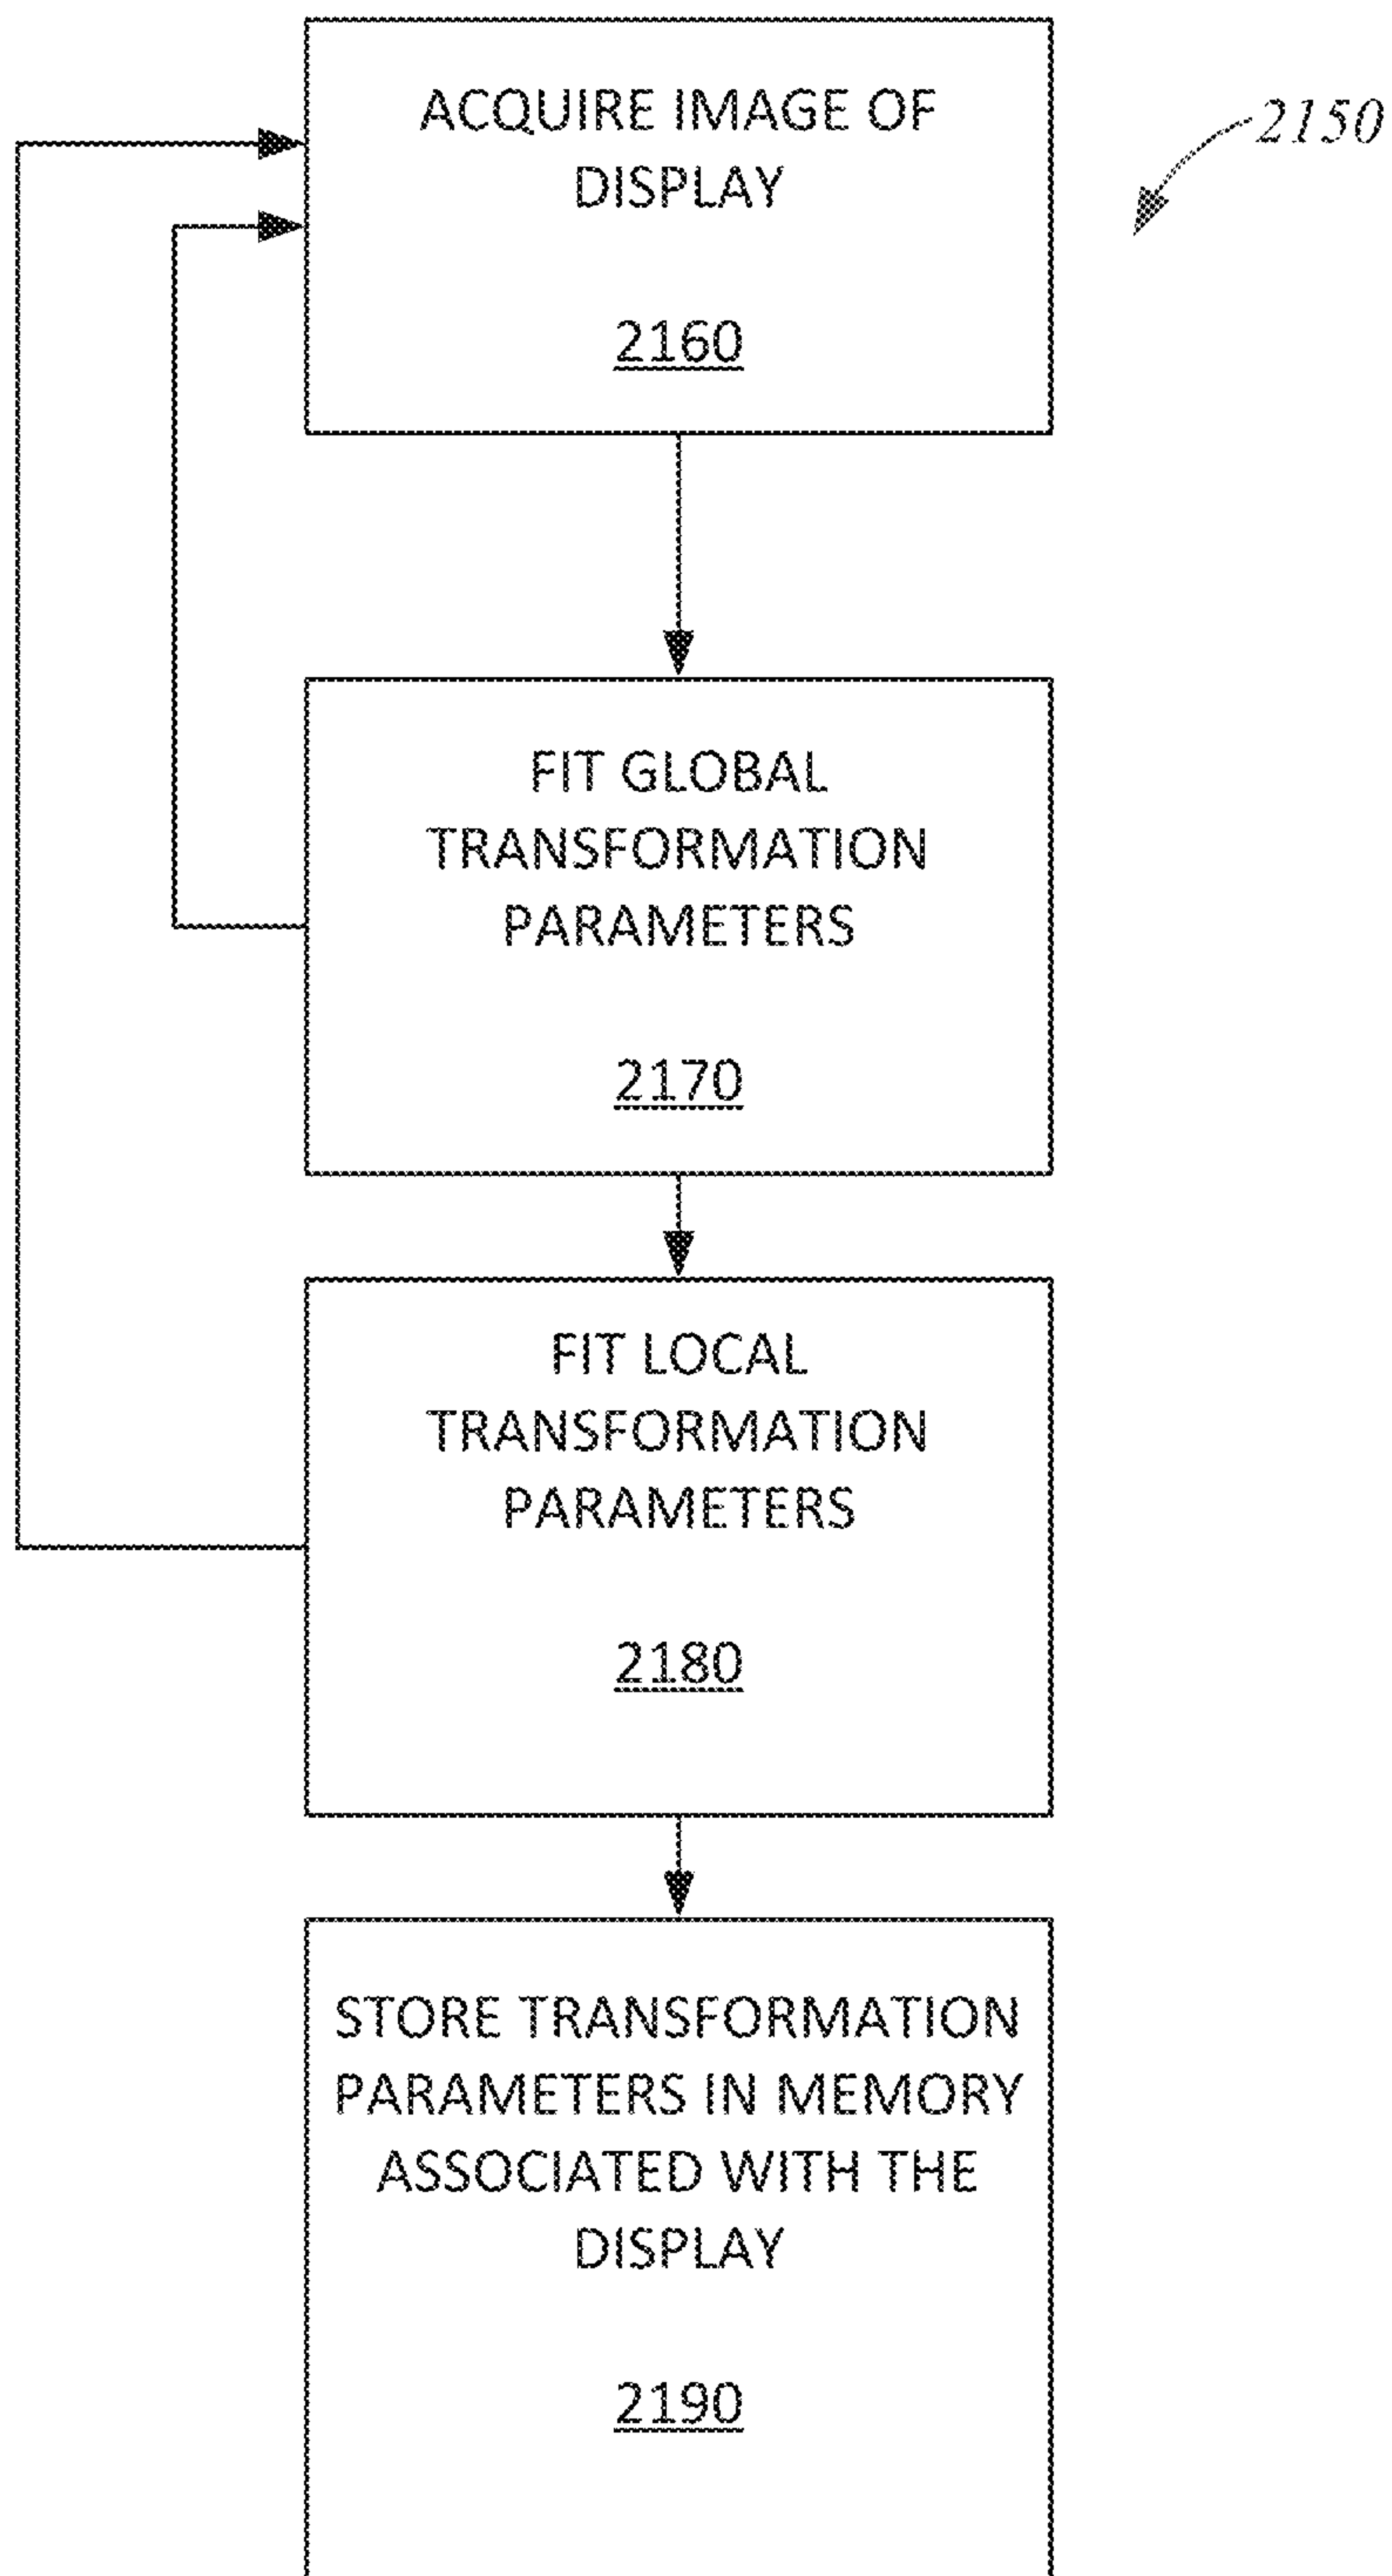 ACQUIRE IMAGE OF
DISPLAY
2160
2150
FIT GLOBAL
TRANSFORMATION
PARAMETERS
2170
FIT LOCAL
TRANSFORMATION
PARAMETERS
2180
STORE TRANSFORMATION
PARAMETERS IN MEMORY
ASSOCIATED WITH THE
DISPLAY
2190